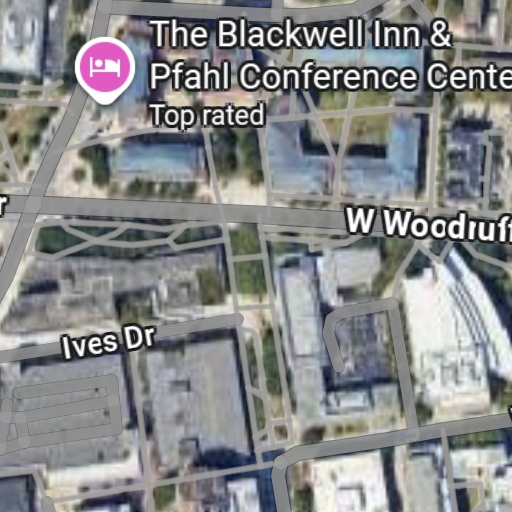 The Blackwell Inn &
Pfahl Conference Cente
Top rated
r
W Woodruff
Ives Dr